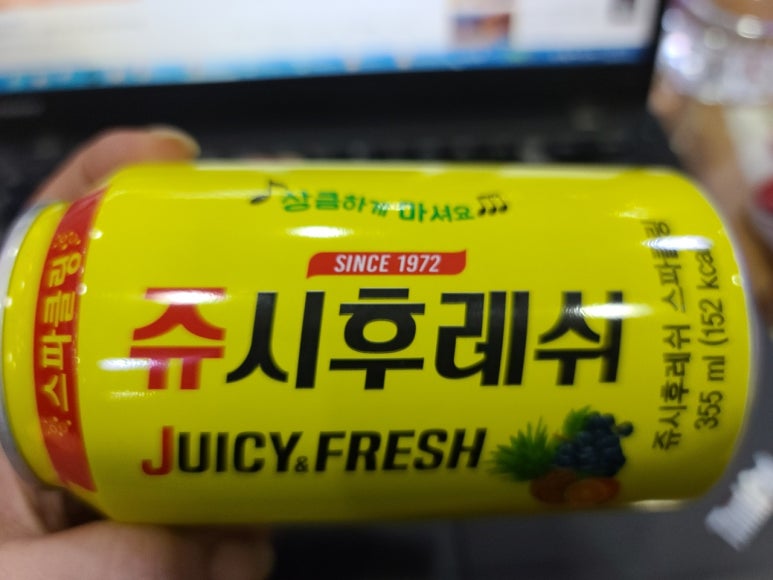 상큼하게 마셔요
SINCE 1972
쥬시후레쉬
JUICY & FRESH
스파클링
쥬시후레쉬 스파클링
355 ml (152 kcal